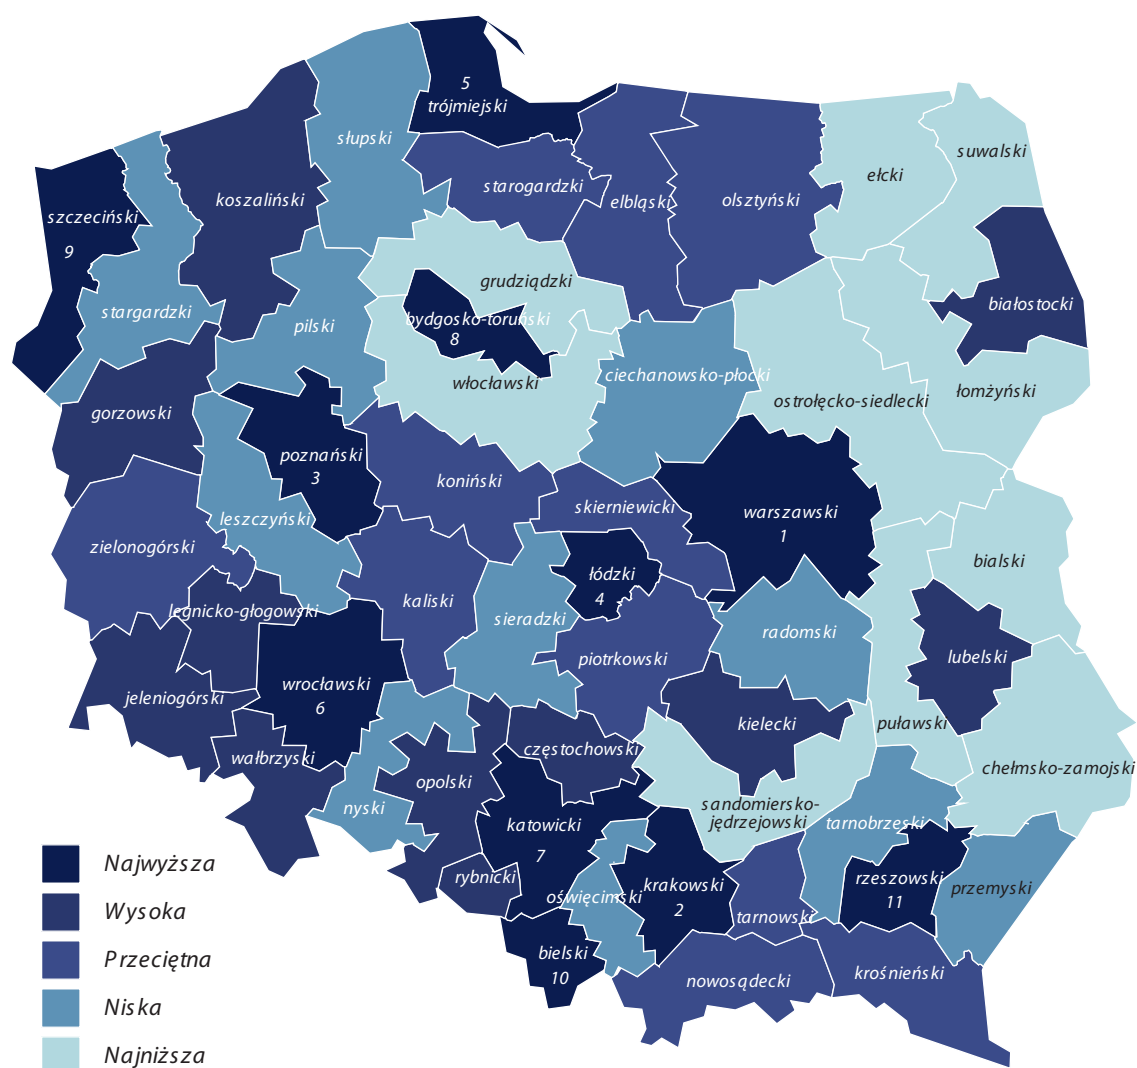 5
trójmiejski
słupski
suwalski
ełcki
koszaliński
starogardzki
elbląski
olsztyński
szczeciński
9
grudziądzki
białostocki
stargardzki
pilski
bydgosko-toruński
8
ciechanowsko-płocki
włocławski
łomżyński
ostrołęcko-siedlecki
gorzowski
poznański
3
koniński
skierniewicki
warszawski
1
leszczyński
zielonogórski
bialski
łódzki
4
kaliski
legnicko-głogowski
sieradzki
radomski
piotrkowski
lubelski
wrocławski
6
jeleniogórski
kielecki
puławski
wałbrzyski
częstochowski
chełmsko-zamojski
opolski
nyski
sandomiersko-
jędrzejowski
tarnobrzeski
katowicki
7
rybnicki
krakowski
2
oświęcimski
rzeszowski
11
przemyski
tarnowski
bielski
10
nowosądecki
krośnieński
Najwyższa
Wysoka
Przeciętna
Niska
Najniższa